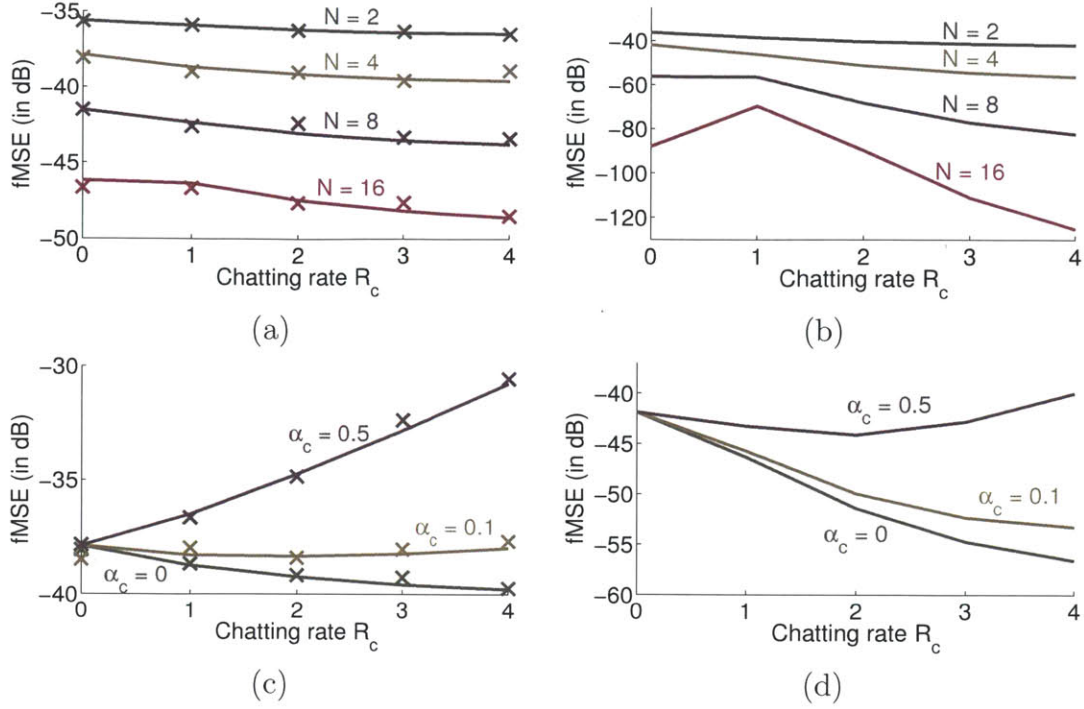 −35
−40
−45
−50
fMSE (in dB)
N = 2
N = 4
N = 8
N = 16
0 1 2 3 4
Chatting rate R_c
(a)
−40
−60
−80
−100
−120
fMSE (in dB)
N = 2
N = 4
N = 8
N = 16
0 1 2 3 4
Chatting rate R_c
(b)
−30
−35
−40
fMSE (in dB)
α_c = 0.5
α_c = 0.1
α_c = 0
0 1 2 3 4
Chatting rate R_c
(c)
−40
−45
−50
−55
−60
fMSE (in dB)
α_c = 0.5
α_c = 0.1
α_c = 0
0 1 2 3 4
Chatting rate R_c
(d)